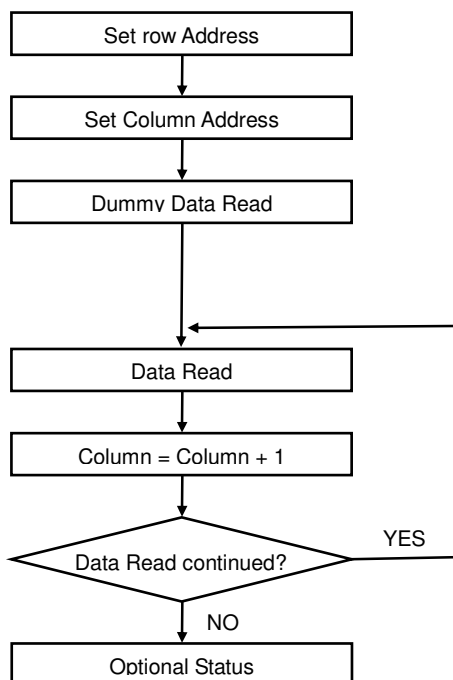 Set row Address
Set Column Address
Dummy Data Read
Data Read
Column = Column + 1
Data Read continued?
YES
NO
Optional Status